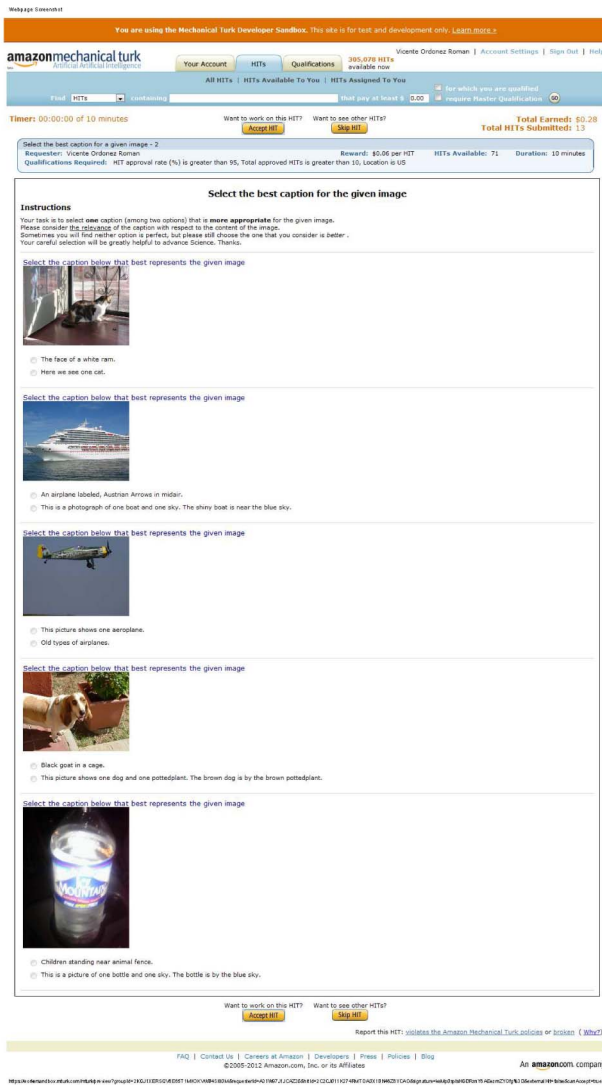 Webpage Screenshot
You are using the Mechanical Turk Developer Sandbox. This site is for test and development only. Learn more »
amazonmechanical turk
Artificial Artificial Intelligence
Your Account
HITs
Qualifications
305,078 HITs
available now
Vicente Ordonez Roman | Account Settings | Sign Out | Help
All HITs | HITs Available To You | HITs Assigned To You
Find HITs containing that pay at least $ 0.00
for which you are qualified
require Master Qualification GO
Timer: 00:00:00 of 10 minutes
Want to work on this HIT? Want to see other HITs?
Accept HIT Skip HIT
Total Earned: $0.28
Total HITs Submitted: 13
Select the best caption for a given image - 2
Requester: Vicente Ordonez Roman Reward: $0.06 per HIT HITs Available: 71 Duration: 10 minutes
Qualifications Required: HIT approval rate (%) is greater than 95, Total approved HITs is greater than 10, Location is US
Select the best caption for the given image
Instructions
Your task is to select one caption (among two options) that is more appropriate for the given image.
Please consider the relevance of the caption with respect to the content of the image.
Sometimes you will find neither option is perfect, but please still choose the one that you consider is better .
Your careful selection will be greatly helpful to advance Science. Thanks.
Select the caption below that best represents the given image
The face of a white ram.
Here we see one cat.
Select the caption below that best represents the given image
An airplane labeled, Austrian Arrows in midair.
This is a photograph of one boat and one sky. The shiny boat is near the blue sky.
Select the caption below that best represents the given image
This picture shows one aeroplane.
Old types of airplanes.
Select the caption below that best represents the given image
Black goat in a cage.
This picture shows one dog and one pottedplant. The brown dog is by the brown pottedplant.
Select the caption below that best represents the given image
MOUNTAIN
Children standing near animal fence.
This is a picture of one bottle and one sky. The bottle is by the blue sky.
Want to work on this HIT? Want to see other HITs?
Accept HIT Skip HIT
Report this HIT: violates the Amazon Mechanical Turk policies or broken ( Why?)
FAQ | Contact Us | Careers at Amazon | Developers | Press | Policies | Blog
©2005-2012 Amazon.com, Inc. or its Affiliates
An amazon.com. company